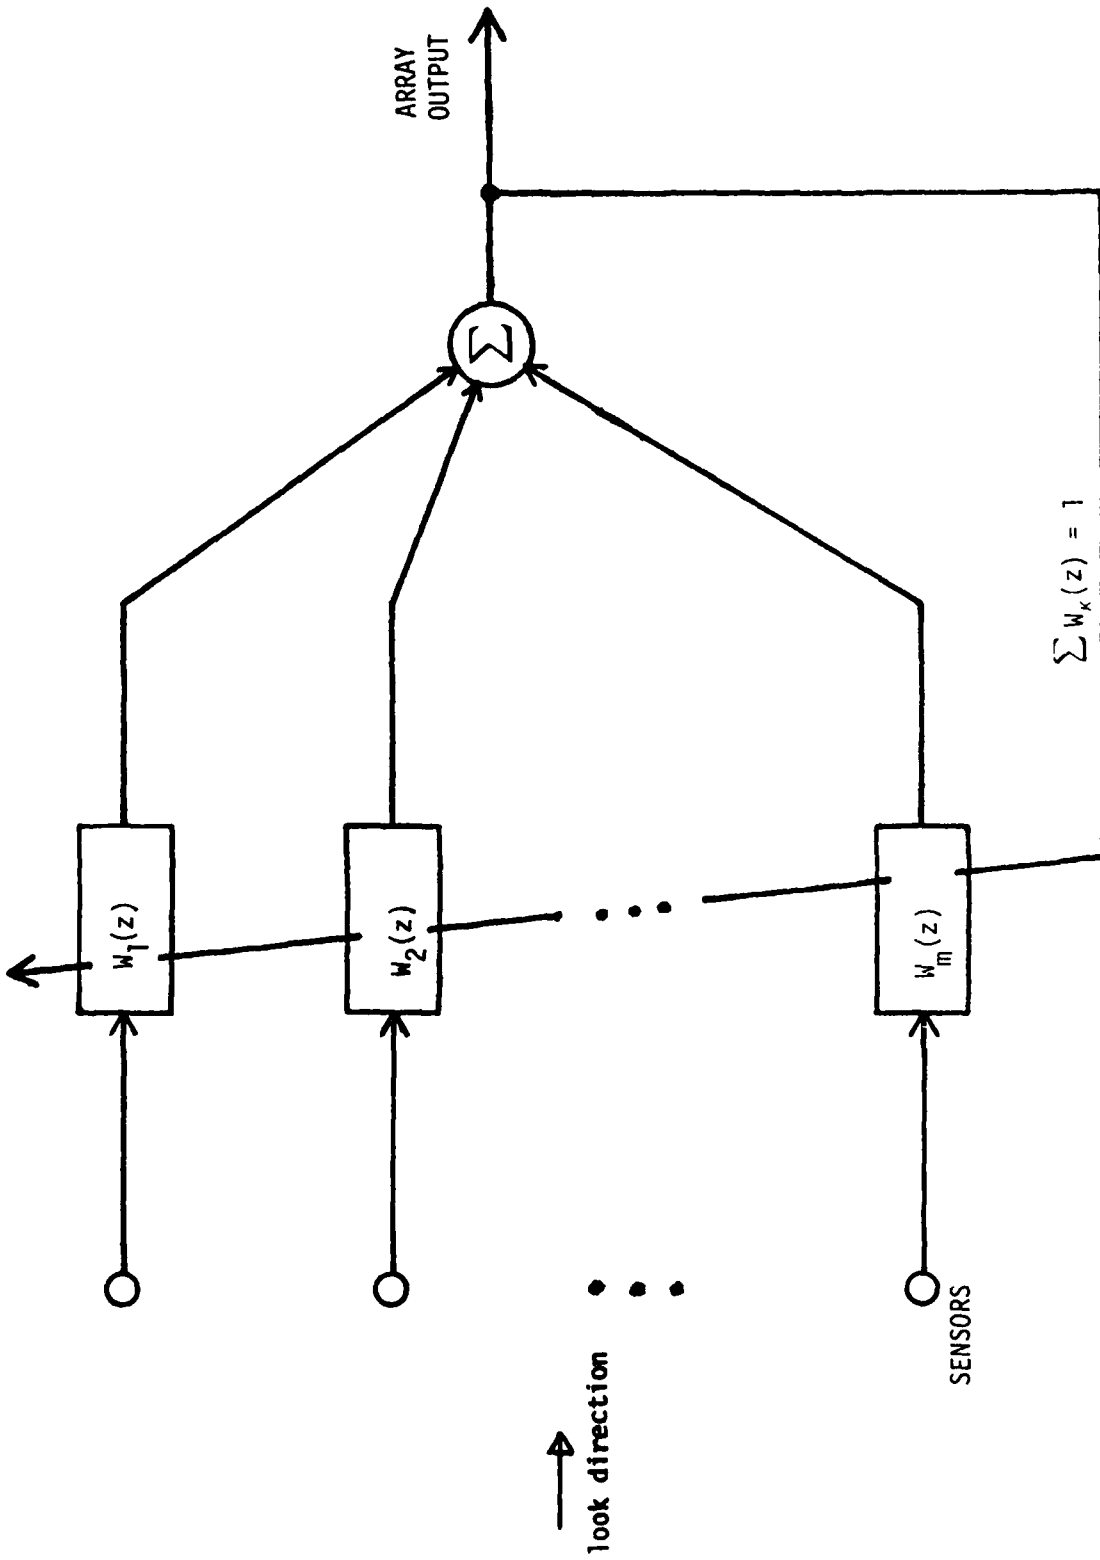 look direction
SENSORS
W₁(z)
W₂(z)
Wₘ(z)
Σ
ARRAY
OUTPUT
∑ Wₖ(z) = 1